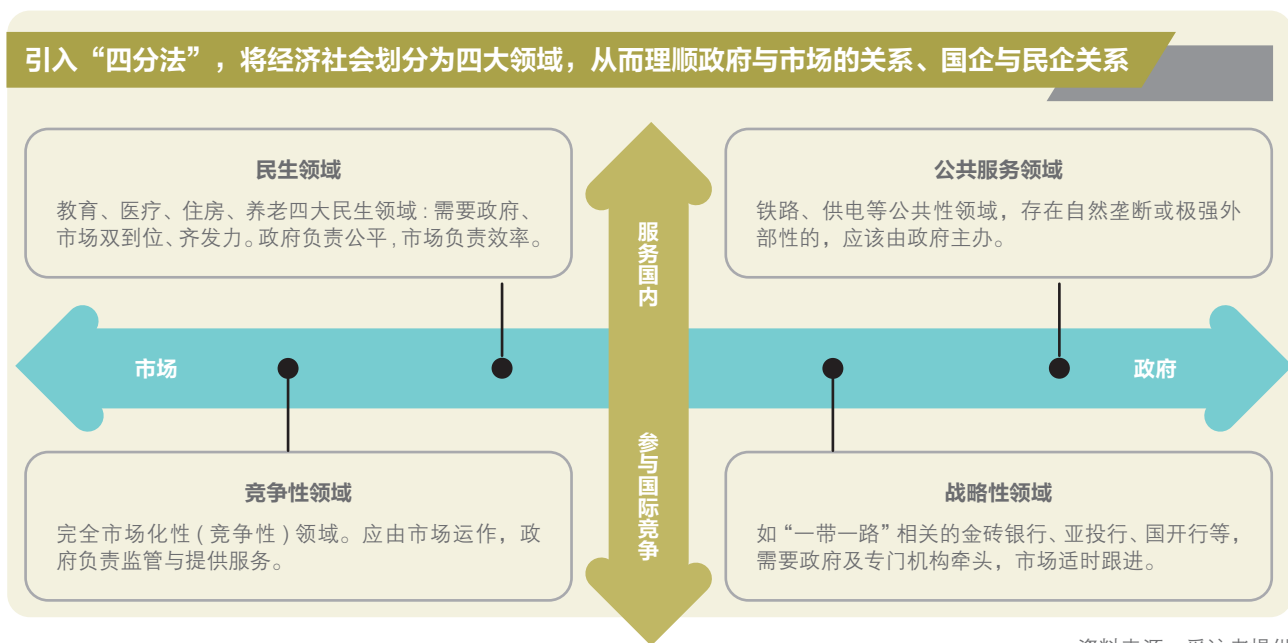 引入“四分法”，将经济社会划分为四大领域，从而理顺政府与市场的关系、国企与民企关系
民生领域
教育、医疗、住房、养老四大民生领域：需要政府、
市场双到位、齐发力。政府负责公平，市场负责效率。
公共服务领域
铁路、供电等公共性领域，存在自然垄断或极强外
部性的，应该由政府主办。
服务国内
市场
政府
参与国际竞争
竞争性领域
完全市场化性(竞争性)领域。应由市场运作，政
府负责监管与提供服务。
战略性领域
如“一带一路”相关的金砖银行、亚投行、国开行等，
需要政府及专门机构牵头，市场适时跟进。